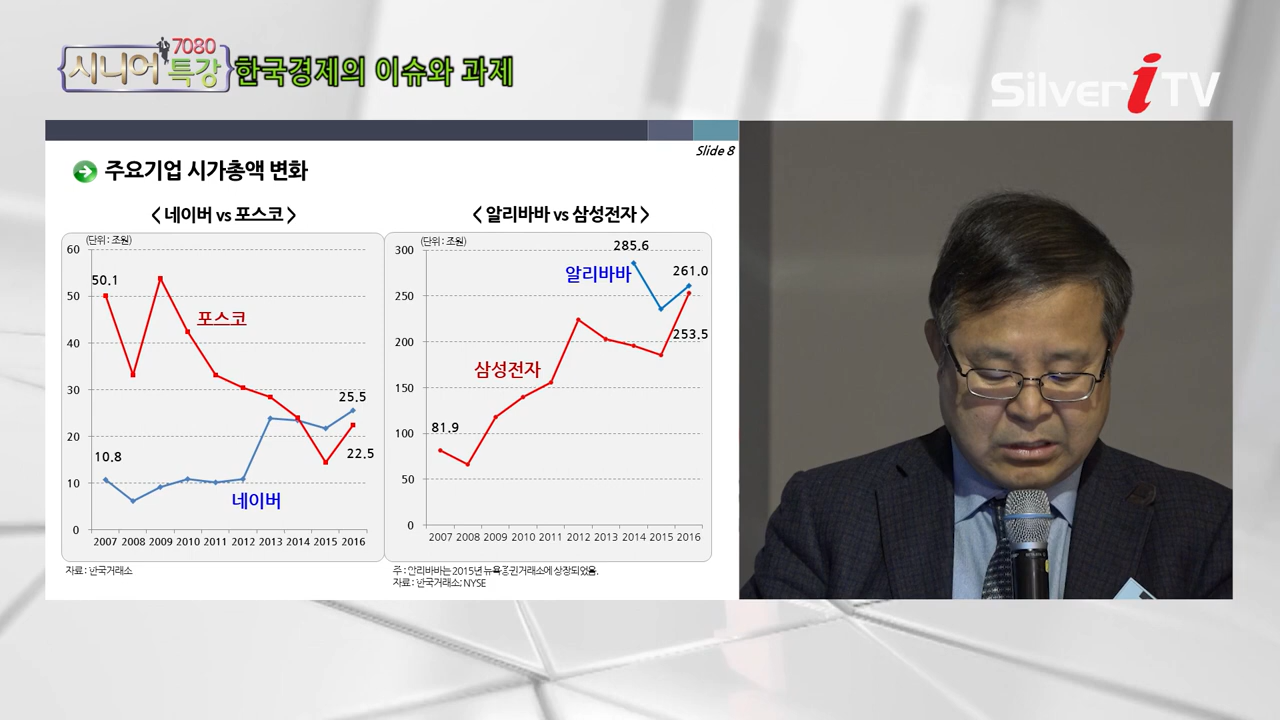 시니어 7080 특강 한국경제의 이슈와 과제
Silver i TV
Slide 8
주요기업 시가총액 변화
< 네이버 vs 포스코 >
(단위 : 조원)
60
50
40
30
20
10
0
50.1
포스코
25.5
22.5
10.8
네이버
2007 2008 2009 2010 2011 2012 2013 2014 2015 2016
자료 : 한국거래소
< 알리바바 vs 삼성전자 >
(단위 : 조원)
300
250
200
150
100
50
0
285.6
알리바바
261.0
253.5
삼성전자
81.9
2007 2008 2009 2010 2011 2012 2013 2014 2015 2016
주 : 알리바바는 2015년 뉴욕증권거래소에 상장되었음.
자료 : 한국거래소; NYSE